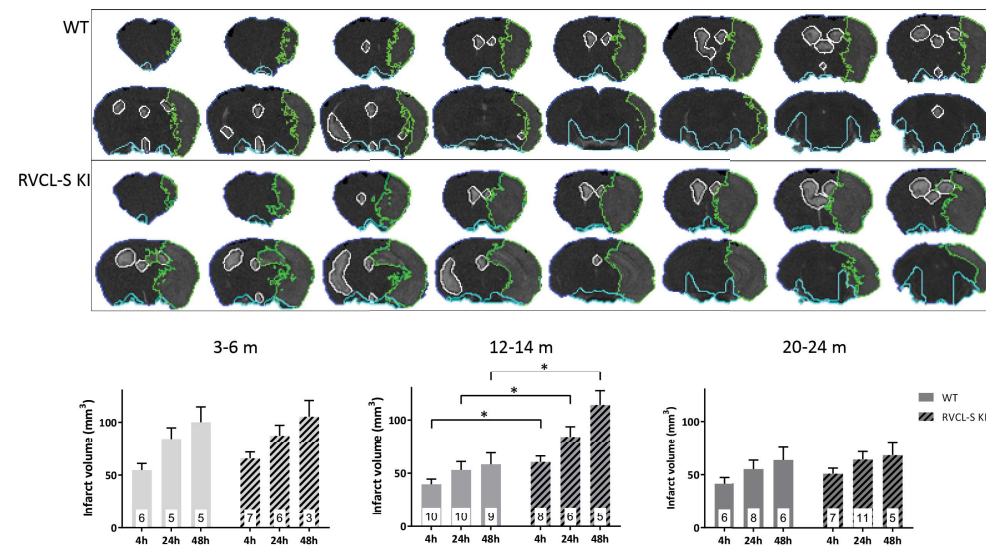 WT
RVCL-S KI
3-6 m
12-14 m
20-24 m
Infarct volume (mm³)
100
50
0
6 5 5 7 6 3
4h 24h 48h 4h 24h 48h
* * *
Infarct volume (mm³)
100
50
0
10 10 9 8 6 5
4h 24h 48h 4h 24h 48h
Infarct volume (mm³)
100
50
0
6 8 6 7 11 5
4h 24h 48h 4h 24h 48h
WT
RVCL-S KI